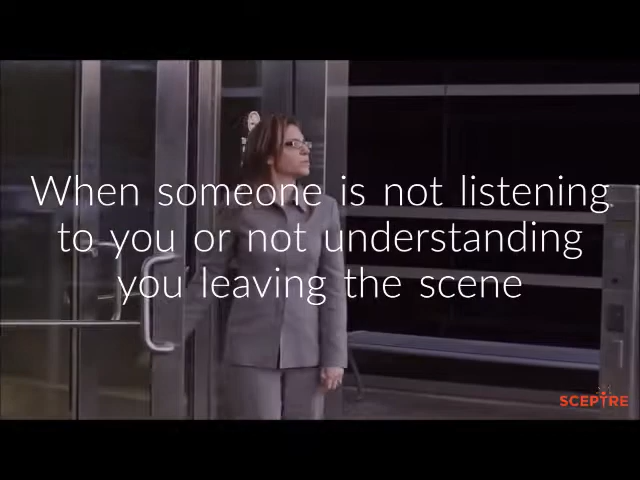 When someone is not listening
to you or not understanding
you leaving the scene
SCEPTRE